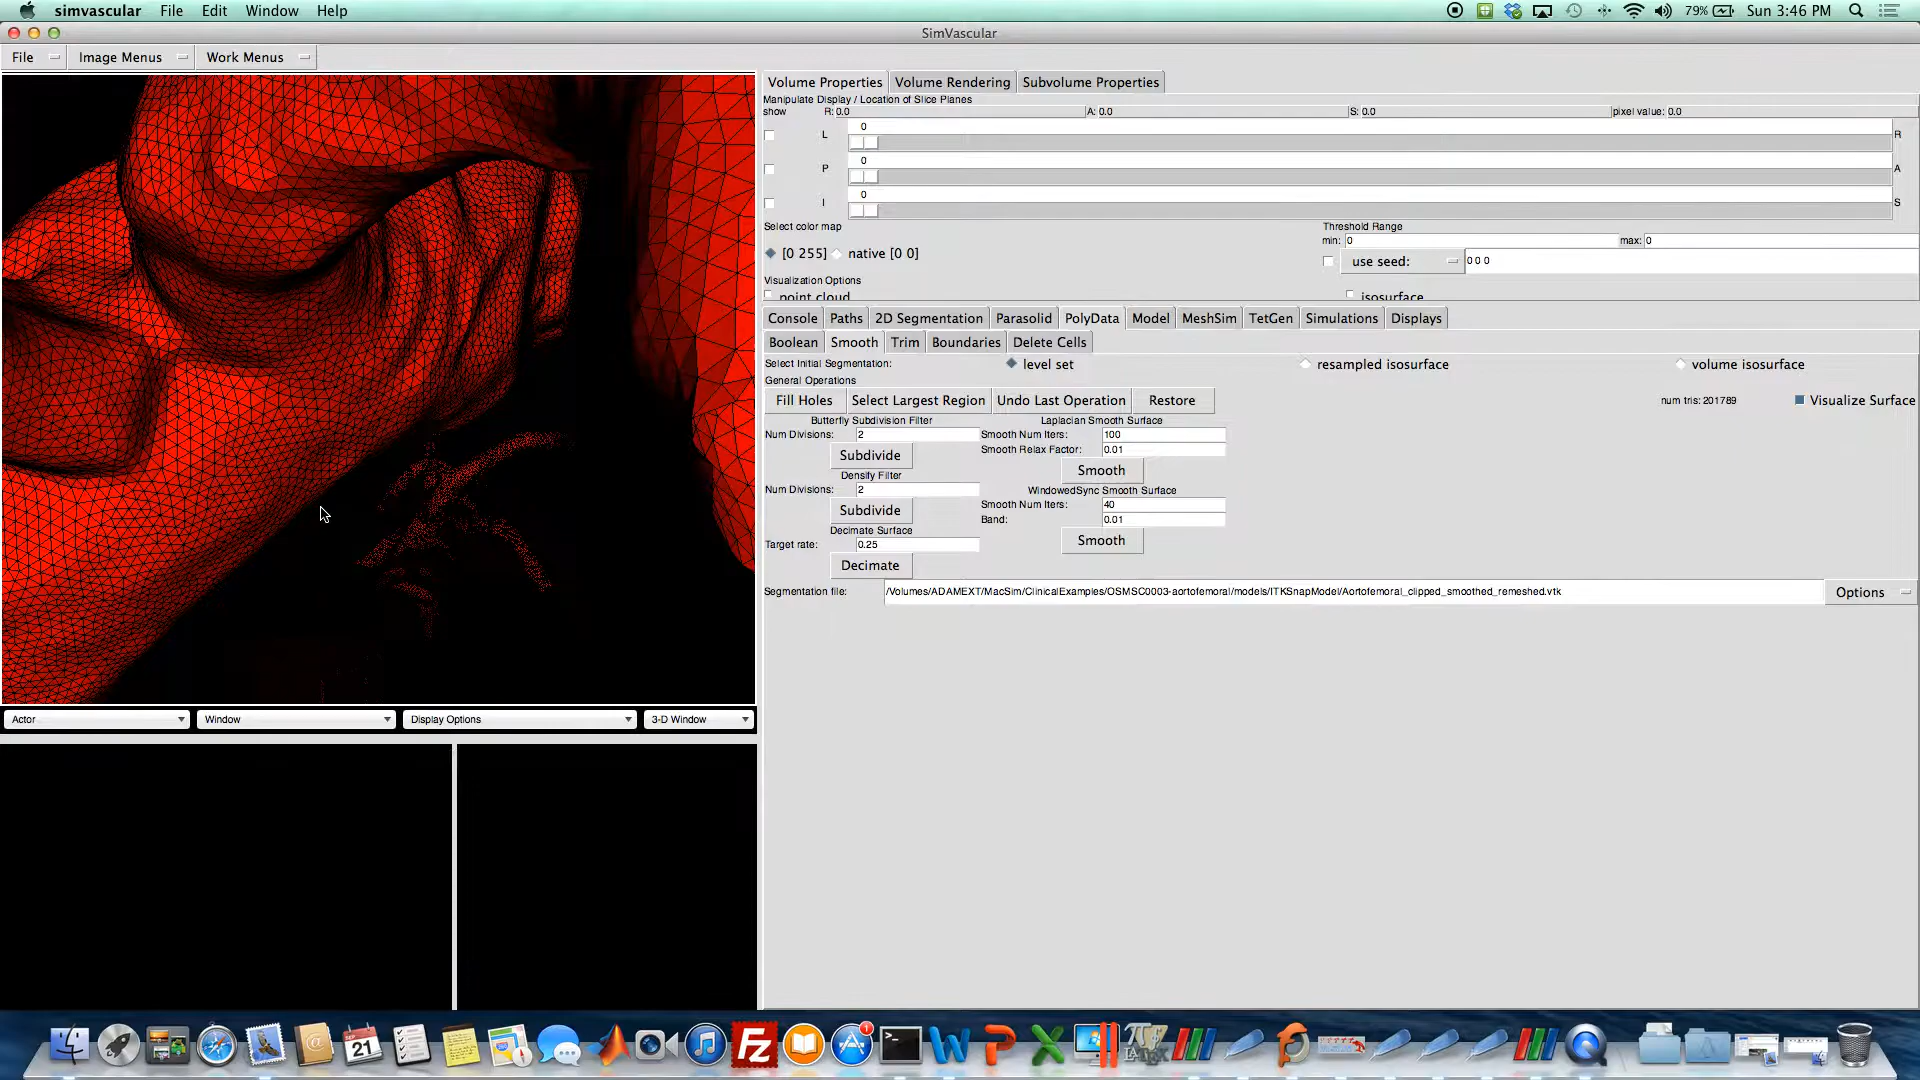 simvascular File Edit Window Help 79% Sun 3:46 PM
SimVascular
File Image Menus Work Menus
Volume Properties Volume Rendering Subvolume Properties
Manipulate Display / Location of Slice Planes
show R: 0.0 A: 0.0 S: 0.0 pixel value: 0.0
0
L R
0
P A
0
I S
Select color map Threshold Range
min: 0 max: 0
[0 255] native [0 0] use seed: 0 0 0
Visualization Options
point cloud isosurface
Console Paths 2D Segmentation Parasolid PolyData Model MeshSim TetGen Simulations Displays
Boolean Smooth Trim Boundaries Delete Cells
Select Initial Segmentation: level set resampled isosurface volume isosurface
General Operations
Fill Holes Select Largest Region Undo Last Operation Restore num tris: 201789 Visualize Surface
Butterfly Subdivision Filter Laplacian Smooth Surface
Num Divisions: 2 Smooth Num Iters: 100
Subdivide Smooth Relax Factor: 0.01
Smooth
Densify Filter
Num Divisions: 2 WindowedSync Smooth Surface
Subdivide Smooth Num Iters: 40
Band: 0.01
Decimate Surface Smooth
Target rate: 0.25
Decimate
Segmentation file: /Volumes/ADAMEXT/MacSim/ClinicalExamples/OSMSC0003-aortofemoral/models/ITKSnapModel/Aortofemoral_clipped_smoothed_remeshed.vtk Options
Actor Window Display Options 3-D Window
21
Fz
1